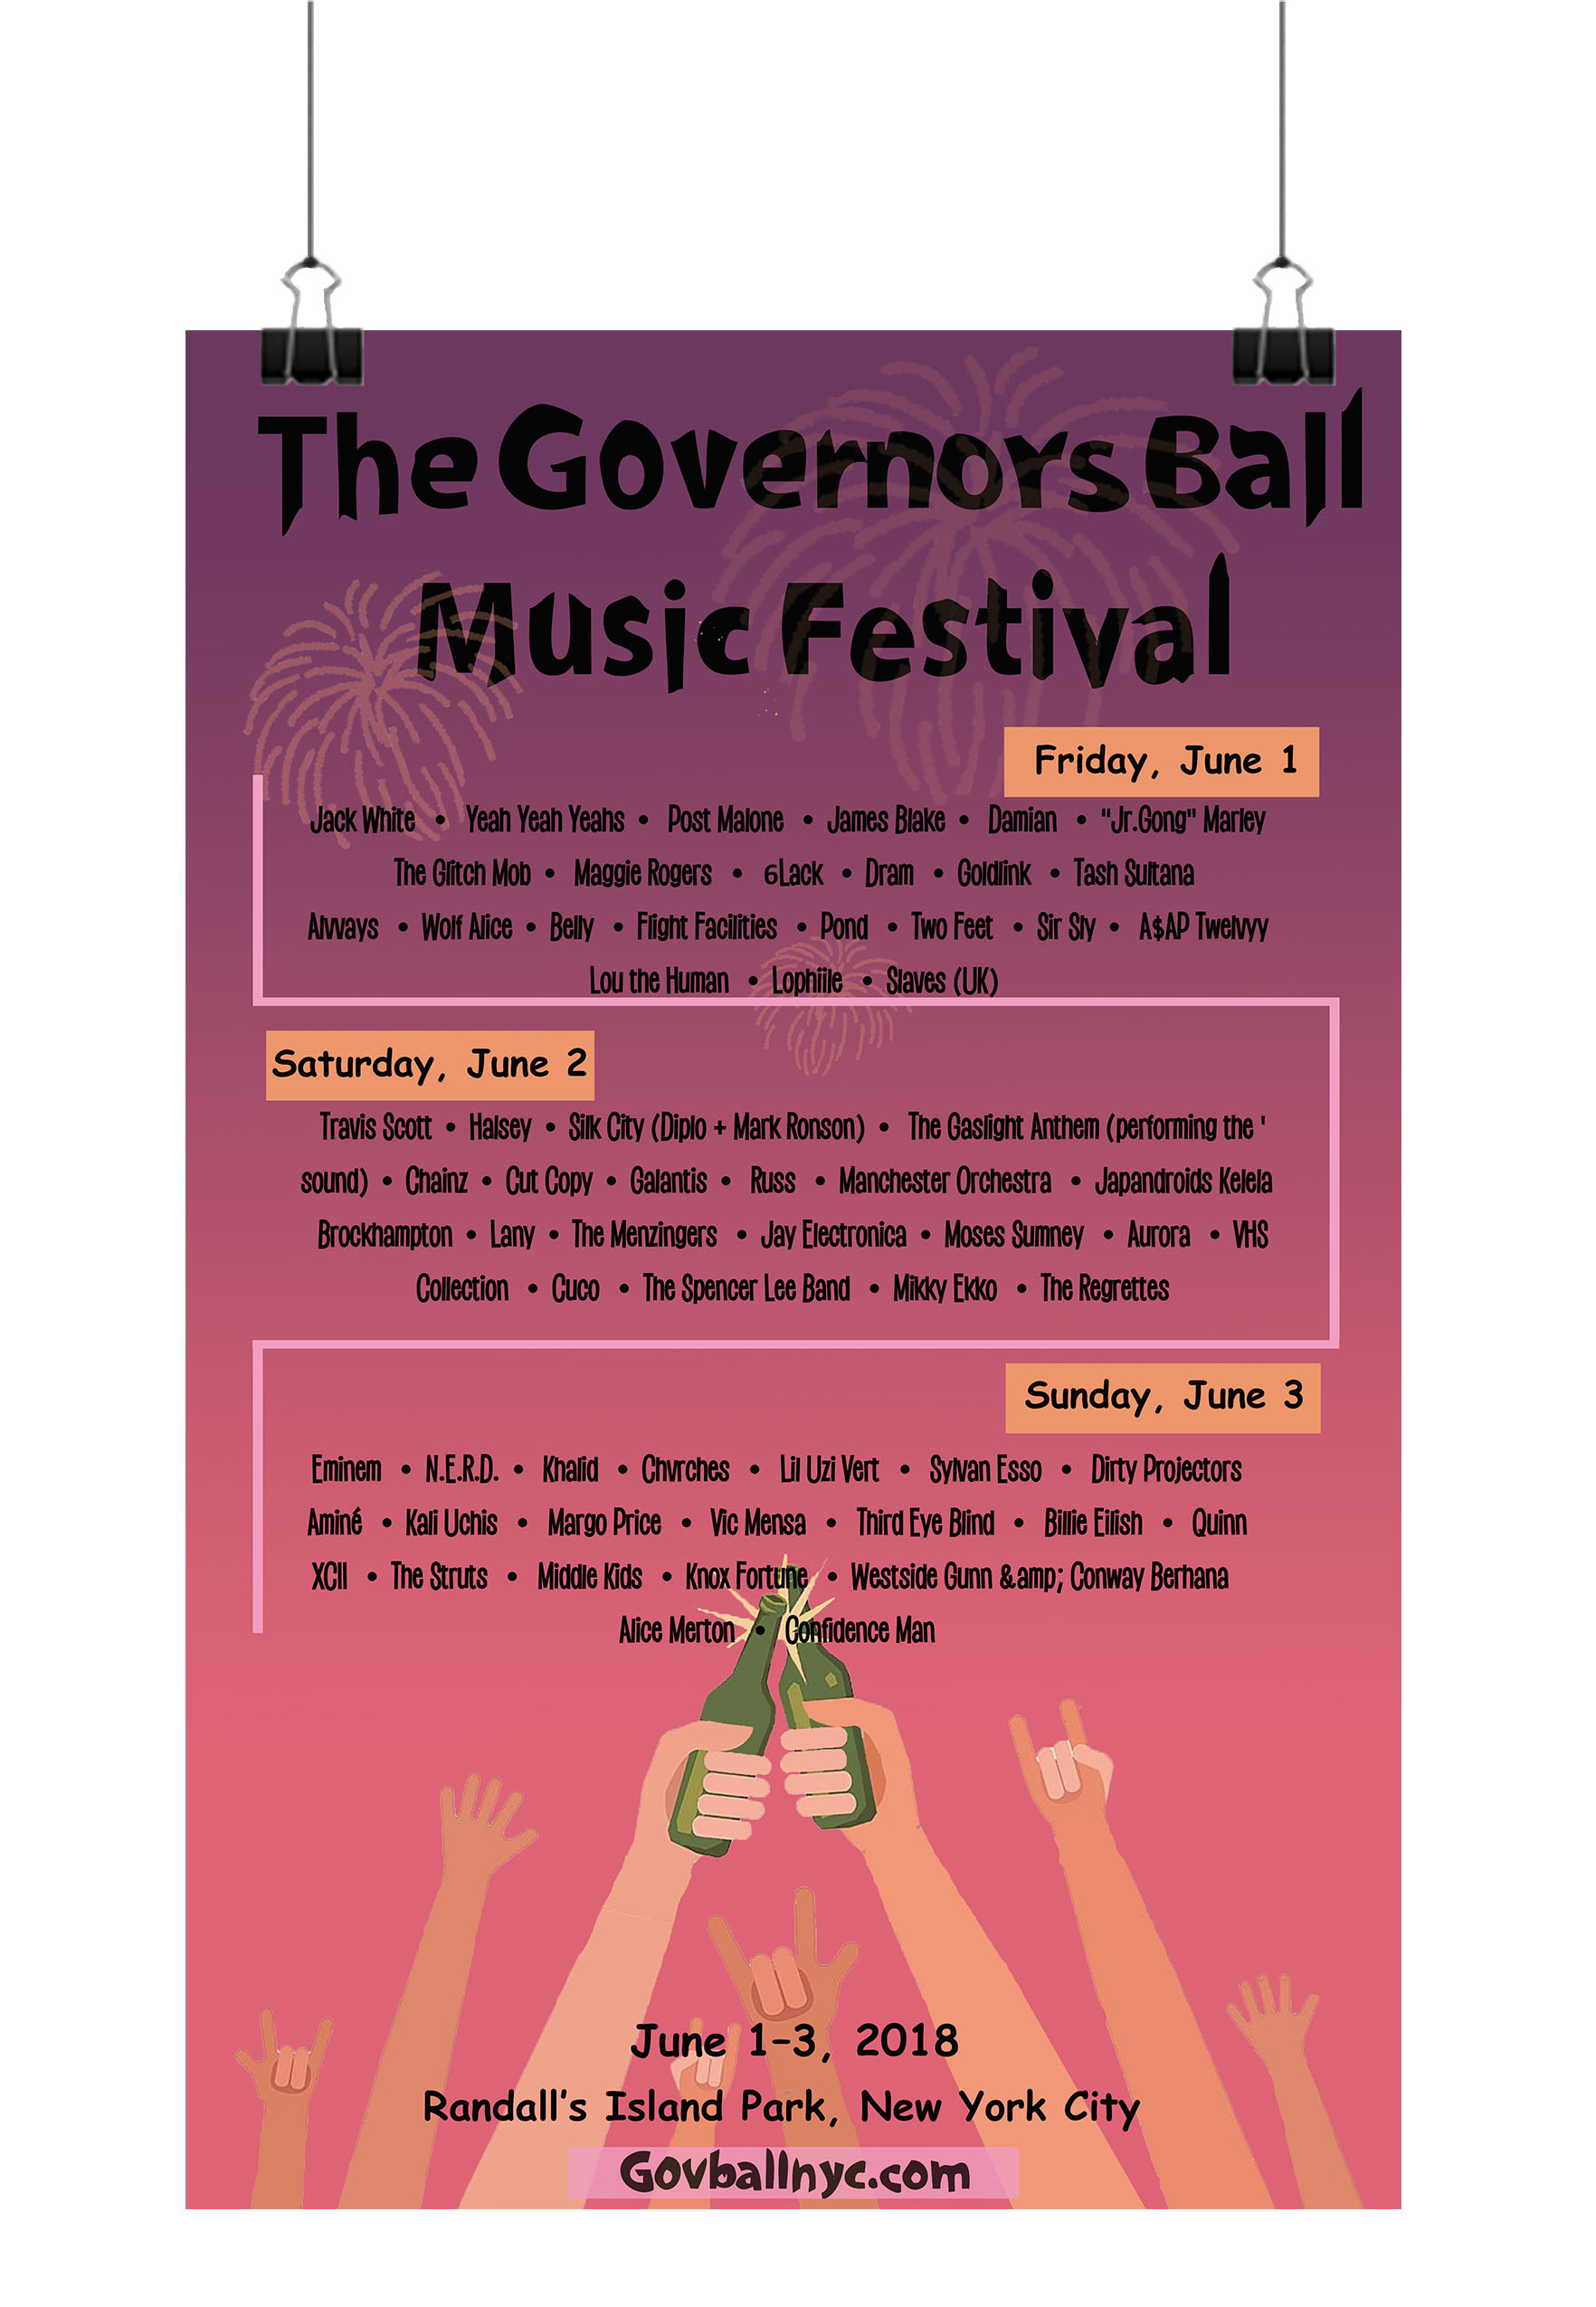 The Governors Ball
Music Festival
Friday, June 1
Jack White • Yeah Yeah Yeahs • Post Malone • James Blake • Damian • "Jr.Gong" Marley
The Glitch Mob • Maggie Rogers • 6Lack • Dram • Goldlink • Tash Sultana
Alvvays • Wolf Alice • Belly • Flight Facilities • Pond • Two Feet • Sir Sly • A$AP Twelvyy
Lou the Human • Lophiile • Slaves (UK)
Saturday, June 2
Travis Scott • Halsey • Silk City (Diplo + Mark Ronson) • The Gaslight Anthem (performing the '
sound) • Chainz • Cut Copy • Galantis • Russ • Manchester Orchestra • Japandroids Kelela
Brockhampton • Lany • The Menzingers • Jay Electronica • Moses Sumney • Aurora • VHS
Collection • Cuco • The Spencer Lee Band • Mikky Ekko • The Regrettes
Sunday, June 3
Eminem • N.E.R.D. • Khalid • Chvrches • Lil Uzi Vert • Sylvan Esso • Dirty Projectors
Aminé • Kali Uchis • Margo Price • Vic Mensa • Third Eye Blind • Billie Eilish • Quinn
XCII • The Struts • Middle Kids • Knox Fortune • Westside Gunn &amp; Conway Berhana
Alice Merton • Confidence Man
June 1-3, 2018
Randall's Island Park, New York City
Govballnyc.com